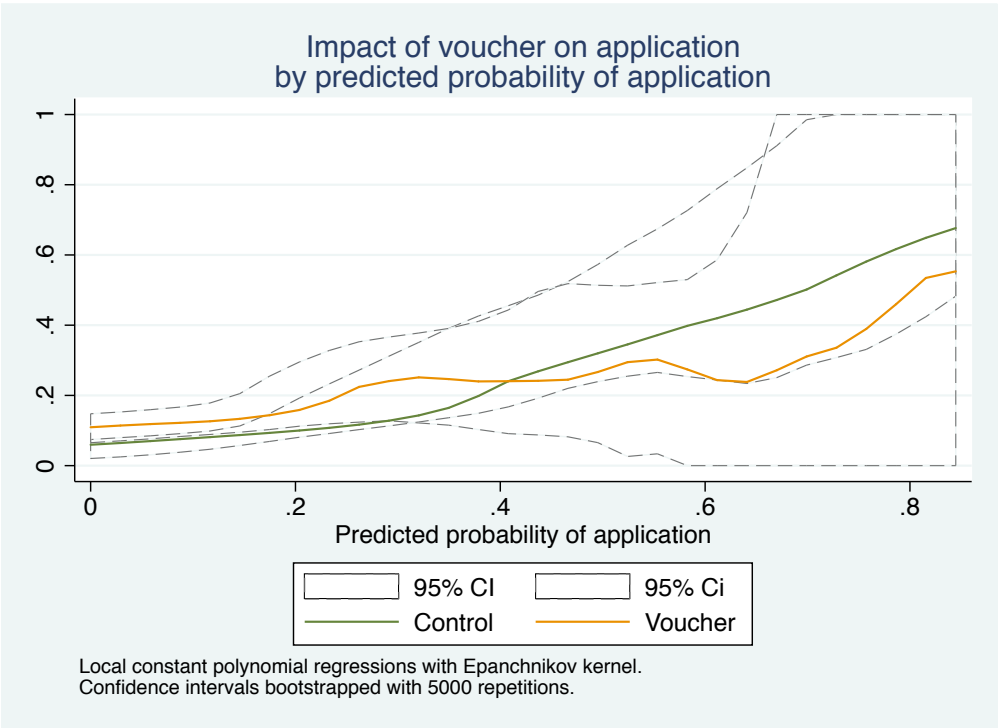 Impact of voucher on application
by predicted probability of application
1
.8
.6
.4
.2
0
0 .2 .4 .6 .8
Predicted probability of application
95% CI 95% Ci
Control Voucher
Local constant polynomial regressions with Epanchnikov kernel.
Confidence intervals bootstrapped with 5000 repetitions.